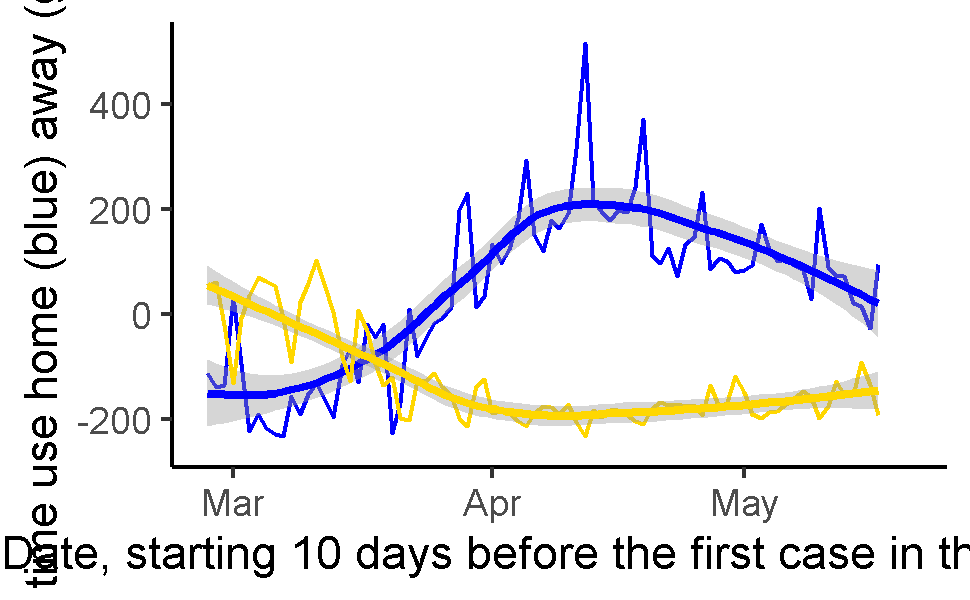 time use home (blue) away (
400
200
0
-200
Mar Apr May
Date, starting 10 days before the first case in th